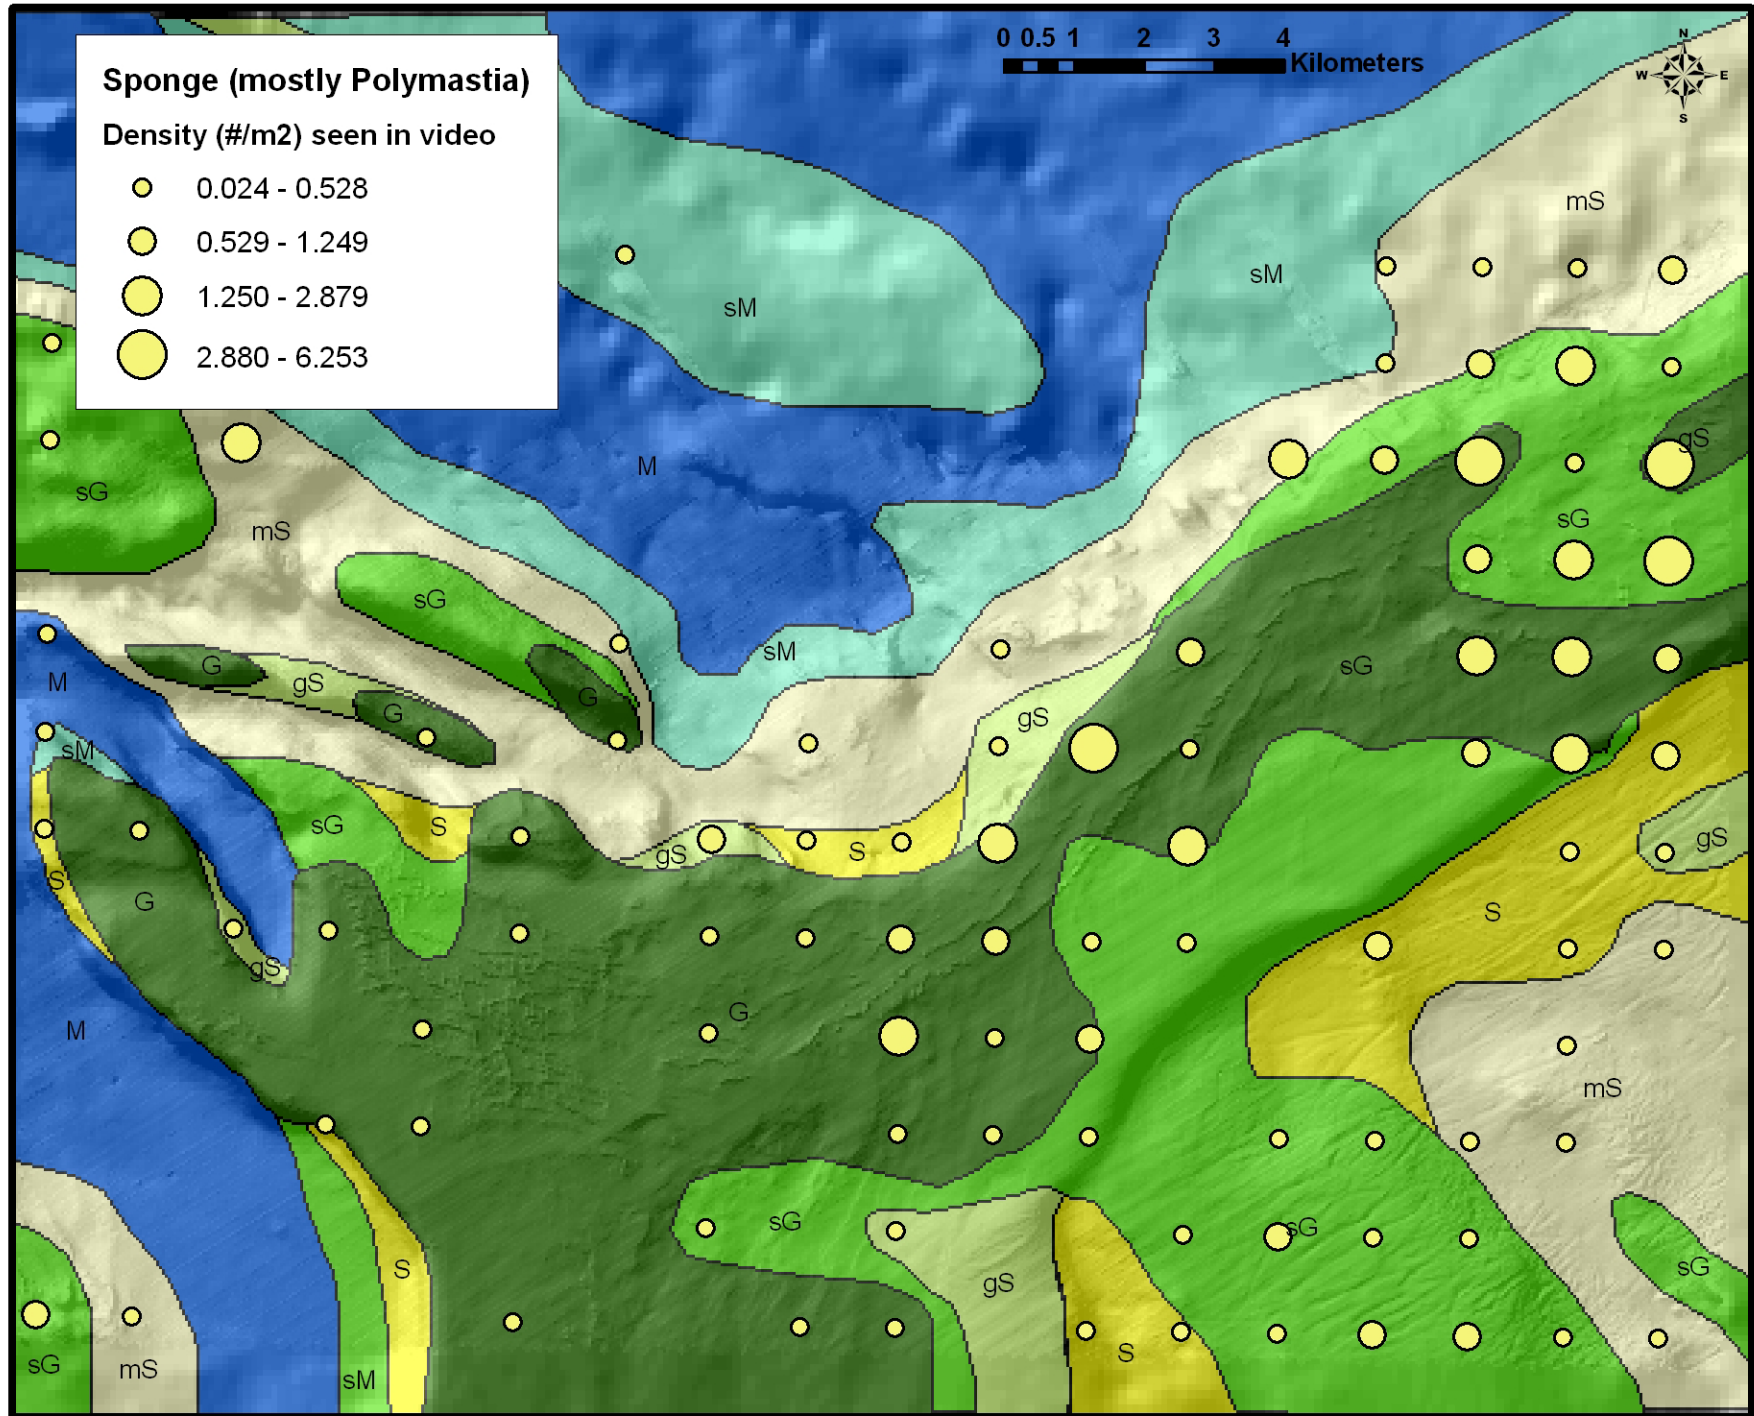 0 0.5 1 2 3 4
Kilometers
N
W E
S
Sponge (mostly Polymastia)
Density (#/m2) seen in video
0.024 - 0.528
0.529 - 1.249
1.250 - 2.879
2.880 - 6.253
mS
sM
sM
gS
M
sG
sG
mS
sG
sM
G
M
gS
sG
G
G
gS
sM
sG
S
gS
S
gS
S
G
S
gS
G
M
mS
sG
sG
gS
sG
S
S
sG
mS
sM